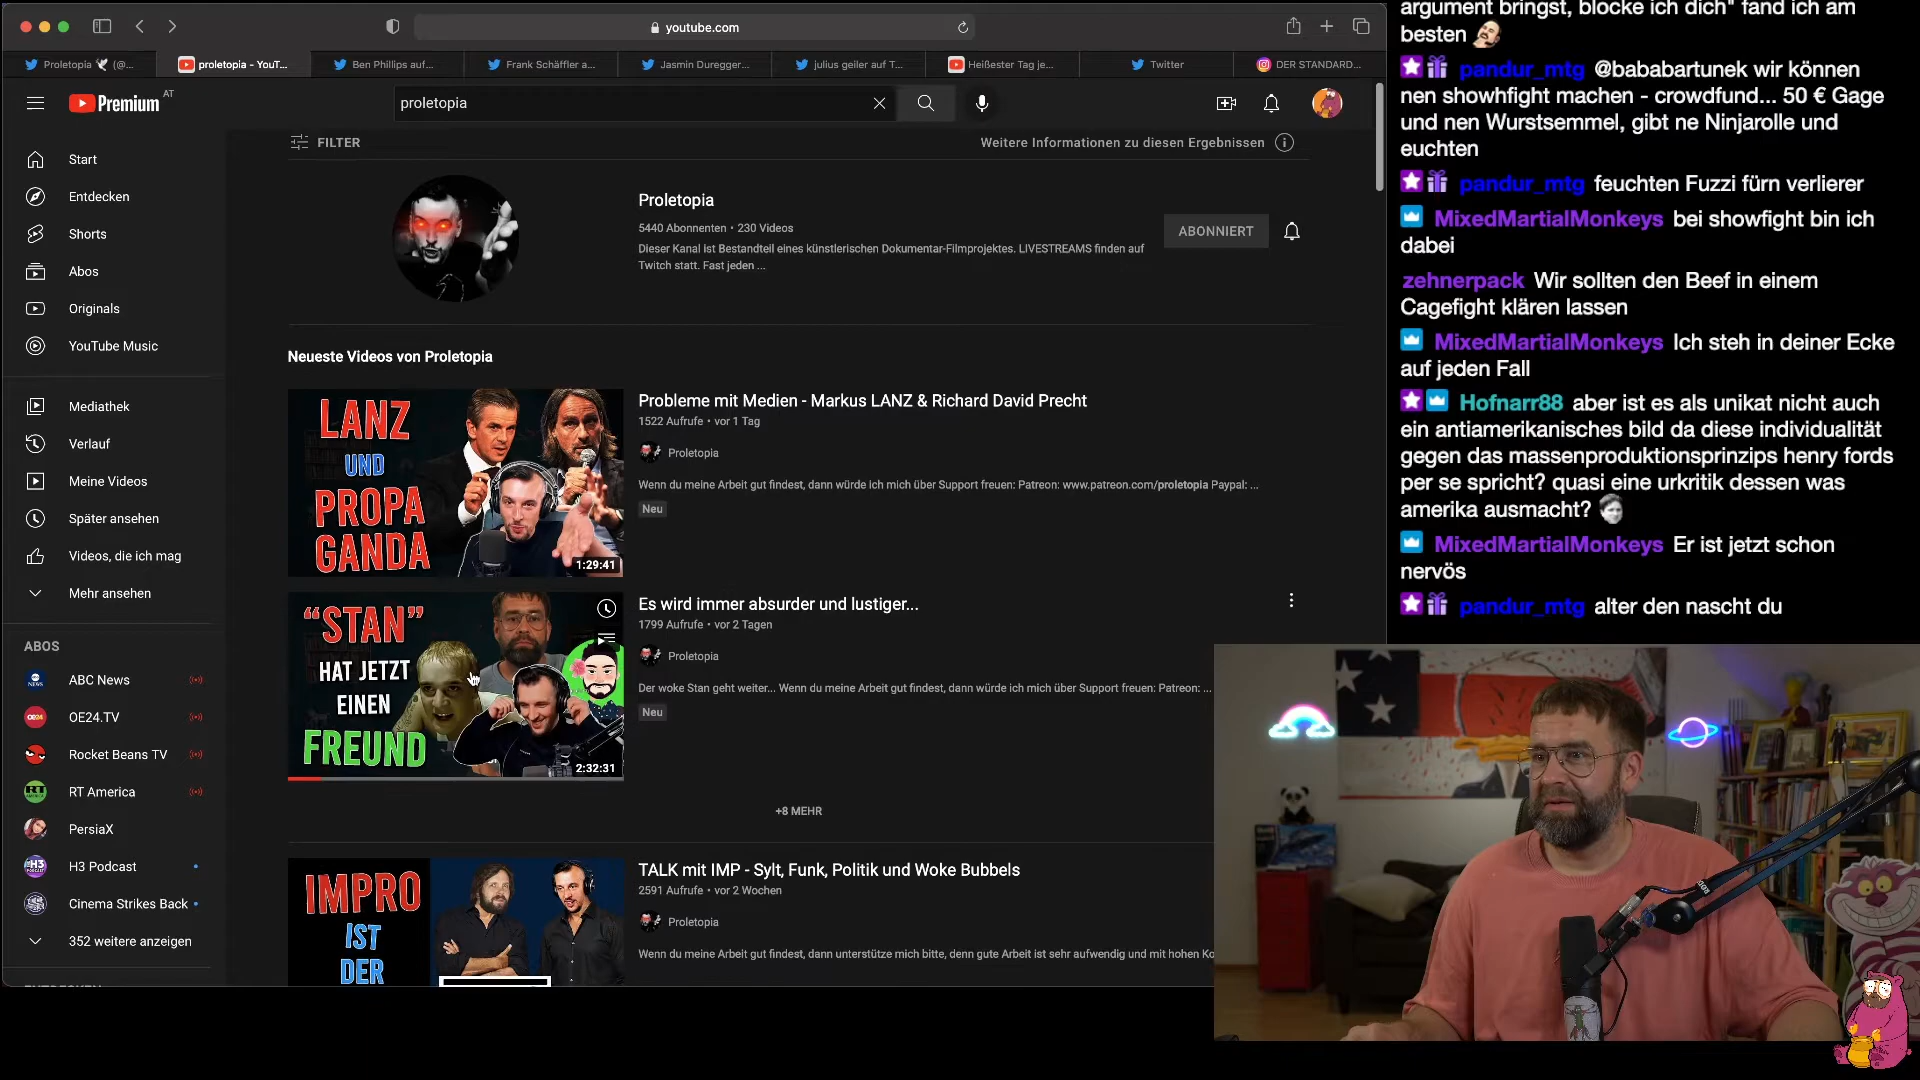 youtube.com
Proletopia 🕊 (@...
proletopia - YouT...
Ben Phillips auf...
Frank Schäffler a...
Jasmin Duregger...
julius geiler auf T...
Heißester Tag je...
Twitter
DER STANDARD...
Premium AT
proletopia
Start
Entdecken
Shorts
Abos
Originals
YouTube Music
Mediathek
Verlauf
Meine Videos
Später ansehen
Videos, die ich mag
Mehr ansehen
ABOS
ABC News
OE24.TV
Rocket Beans TV
RT America
PersiaX
H3 Podcast
Cinema Strikes Back
352 weitere anzeigen
FILTER
Weitere Informationen zu diesen Ergebnissen
Proletopia
5440 Abonnenten • 230 Videos
Dieser Kanal ist Bestandteil eines künstlerischen Dokumentar-Filmprojektes. LIVESTREAMS finden auf
Twitch statt. Fast jeden ...
ABONNIERT
Neueste Videos von Proletopia
LANZ
UND
PROPA
GANDA
1:29:41
Probleme mit Medien - Markus LANZ & Richard David Precht
1522 Aufrufe • vor 1 Tag
Proletopia
Wenn du meine Arbeit gut findest, dann würde ich mich über Support freuen: Patreon: www.patreon.com/proletopia Paypal: ...
Neu
“STAN”
HAT JETZT
EINEN
FREUND
2:32:31
Es wird immer absurder und lustiger...
1799 Aufrufe • vor 2 Tagen
Proletopia
Der woke Stan geht weiter... Wenn du meine Arbeit gut findest, dann würde ich mich über Support freuen: Patreon: ...
Neu
+8 MEHR
IMPRO
IST
DER
TALK mit IMP - Sylt, Funk, Politik und Woke Bubbels
2591 Aufrufe • vor 2 Wochen
Proletopia
Wenn du meine Arbeit gut findest, dann unterstütze mich bitte, denn gute Arbeit ist sehr aufwendig und mit hohen Ko
argument bringst, blocke ich dich" fand ich am
besten
pandur_mtg @bababartunek wir können
nen showhfight machen - crowdfund... 50 € Gage
und nen Wurstsemmel, gibt ne Ninjarolle und
euchten
pandur_mtg feuchten Fuzzi fürn verlierer
MixedMartialMonkeys bei showfight bin ich
dabei
zehnerpack Wir sollten den Beef in einem
Cagefight klären lassen
MixedMartialMonkeys Ich steh in deiner Ecke
auf jeden Fall
Hofnarr88 aber ist es als unikat nicht auch
ein antiamerikanisches bild da diese individualität
gegen das massenproduktionsprinzips henry fords
per se spricht? quasi eine urkritik dessen was
amerika ausmacht?
MixedMartialMonkeys Er ist jetzt schon
nervös
pandur_mtg alter den nascht du